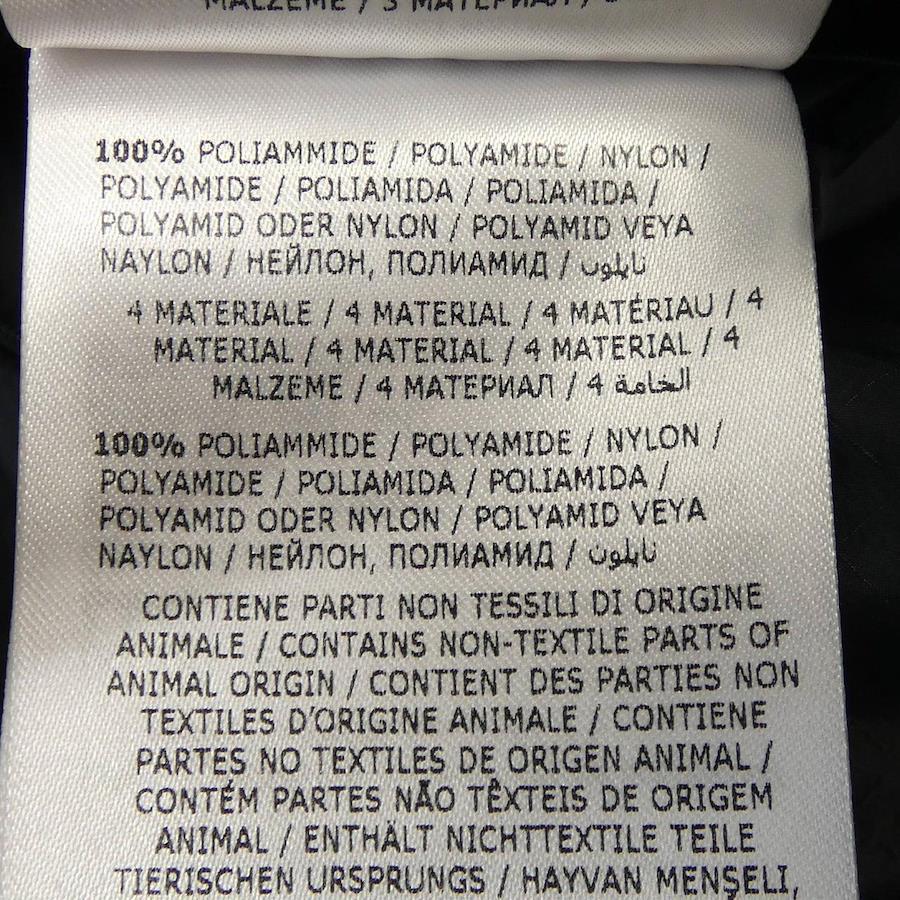 MALZEME / 3 МАТЕРИАЛ / 3
100% POLIAMMIDE / POLYAMIDE / NYLON /
POLYAMIDE / POLIAMIDA / POLIAMIDA /
POLYAMID ODER NYLON / POLYAMID VEYA
NAYLON / НЕЙЛОН, ПОЛИАМИД / نايلون
4 MATERIALE / 4 MATERIAL / 4 MATÉRIAU / 4
MATERIAL / 4 MATERIAL / 4 MATERIAL / 4
MALZEME / 4 МАТЕРИАЛ / 4 الخامة
100% POLIAMMIDE / POLYAMIDE / NYLON /
POLYAMIDE / POLIAMIDA / POLIAMIDA /
POLYAMID ODER NYLON / POLYAMID VEYA
NAYLON / НЕЙЛОН, ПОЛИАМИД / نايلون
CONTIENE PARTI NON TESSILI DI ORIGINE
ANIMALE / CONTAINS NON-TEXTILE PARTS OF
ANIMAL ORIGIN / CONTIENT DES PARTIES NON
TEXTILES D'ORIGINE ANIMALE / CONTIENE
PARTES NO TEXTILES DE ORIGEN ANIMAL /
CONTÉM PARTES NÃO TÊXTEIS DE ORIGEM
ANIMAL / ENTHÄLT NICHTTEXTILE TEILE
TIERISCHEN URSPRUNGS / HAYVAN MENŞELİ,